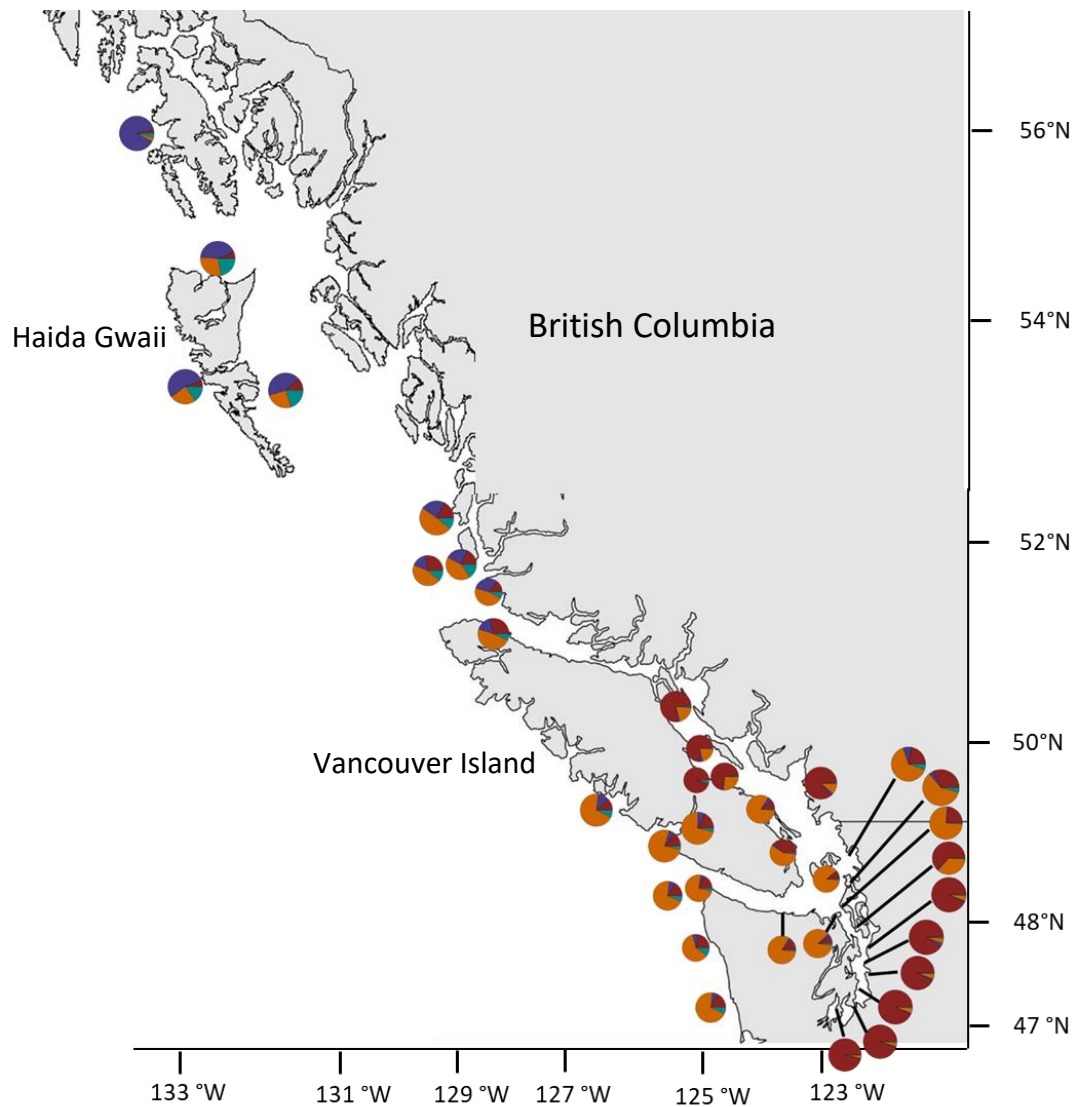 56°N
54°N
British Columbia
Haida Gwaii
52°N
50°N
Vancouver Island
48°N
47°N
133 °W 131 °W 129 °W 127 °W 125 °W 123 °W